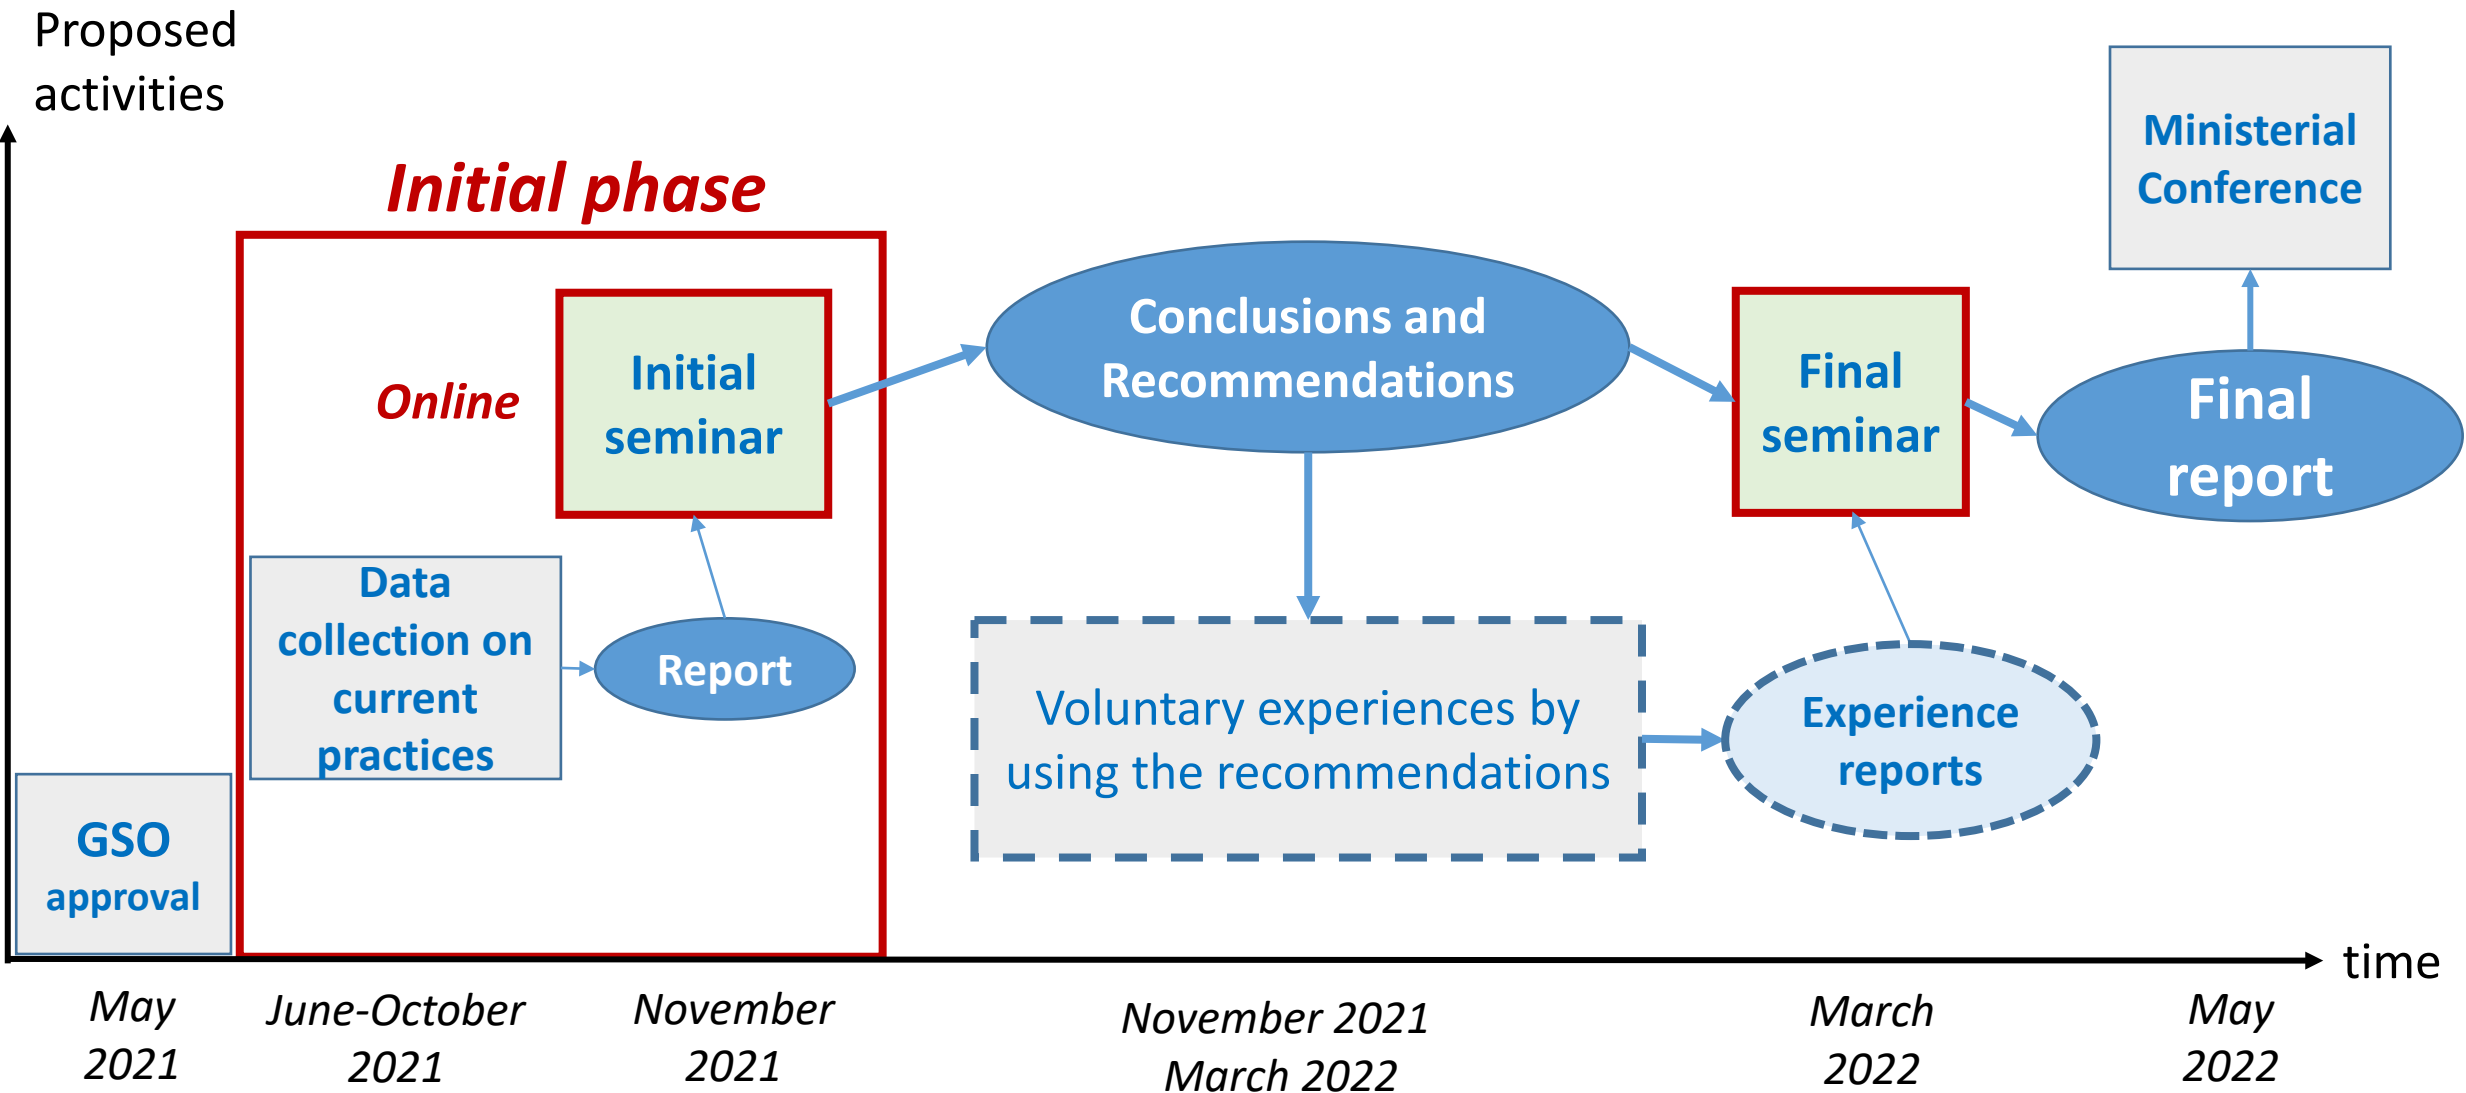 Proposed
activities
Initial phase
Online
Initial
seminar
Data
collection on
current
practices
Report
GSO
approval
Conclusions and
Recommendations
Voluntary experiences by
using the recommendations
Final
seminar
Experience
reports
Ministerial
Conference
Final
report
time
May
2021
June-October
2021
November
2021
November 2021
March 2022
March
2022
May
2022